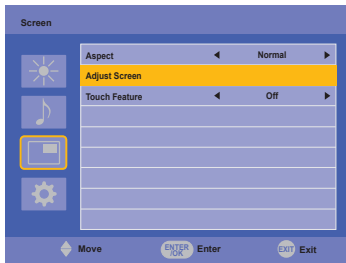 Screen
Aspect Normal
Adjust Screen
Touch Feature Off
Move ENTER /OK Enter EXIT Exit